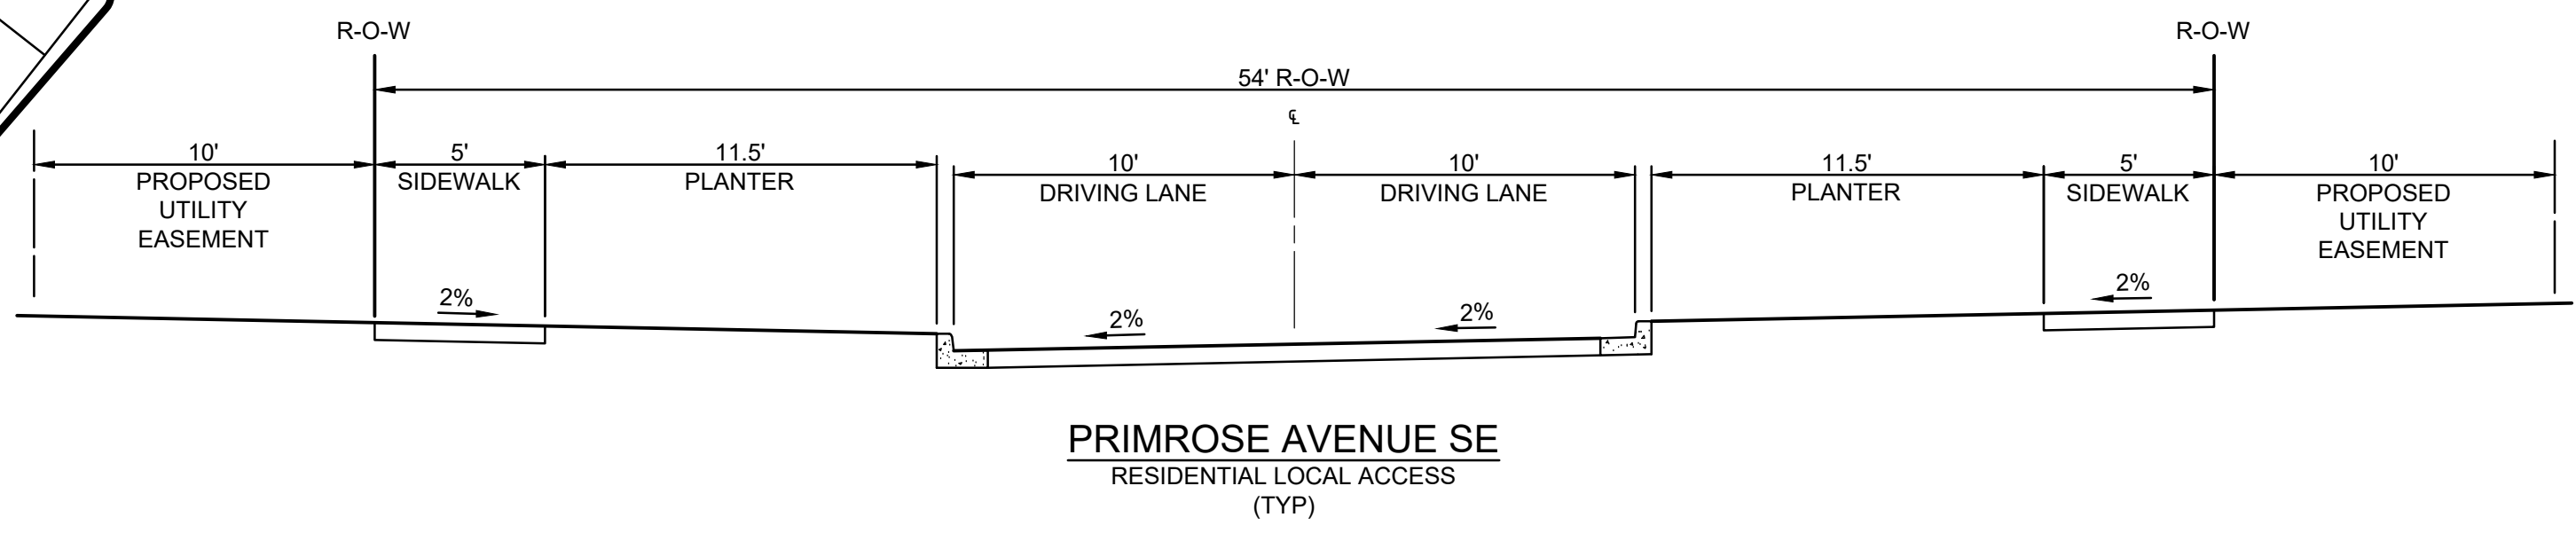 R-O-W
R-O-W
54' R-O-W
℄
10'
PROPOSED
UTILITY
EASEMENT
5'
SIDEWALK
11.5'
PLANTER
10'
DRIVING LANE
10'
DRIVING LANE
11.5'
PLANTER
5'
SIDEWALK
10'
PROPOSED
UTILITY
EASEMENT
2%
2%
2%
2%
PRIMROSE AVENUE SE
RESIDENTIAL LOCAL ACCESS
(TYP)